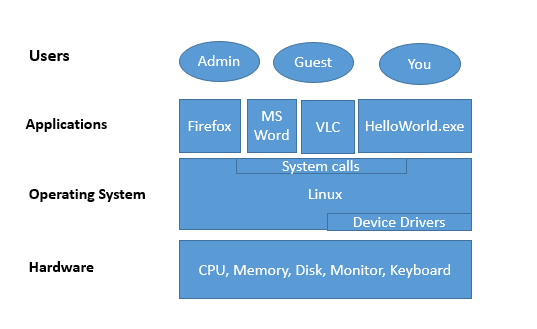 Users
Admin
Guest
You
Applications
Firefox
MS
Word
VLC
HelloWorld.exe
System calls
Operating System
Linux
Device Drivers
Hardware
CPU, Memory, Disk, Monitor, Keyboard